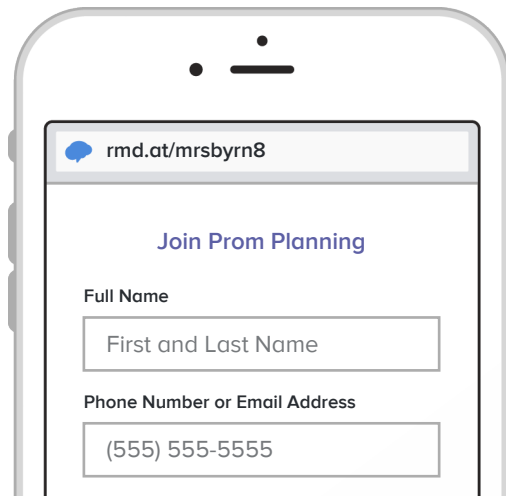 rmd.at/mrsbyrn8
Join Prom Planning
Full Name
First and Last Name
Phone Number or Email Address
(555) 555-5555